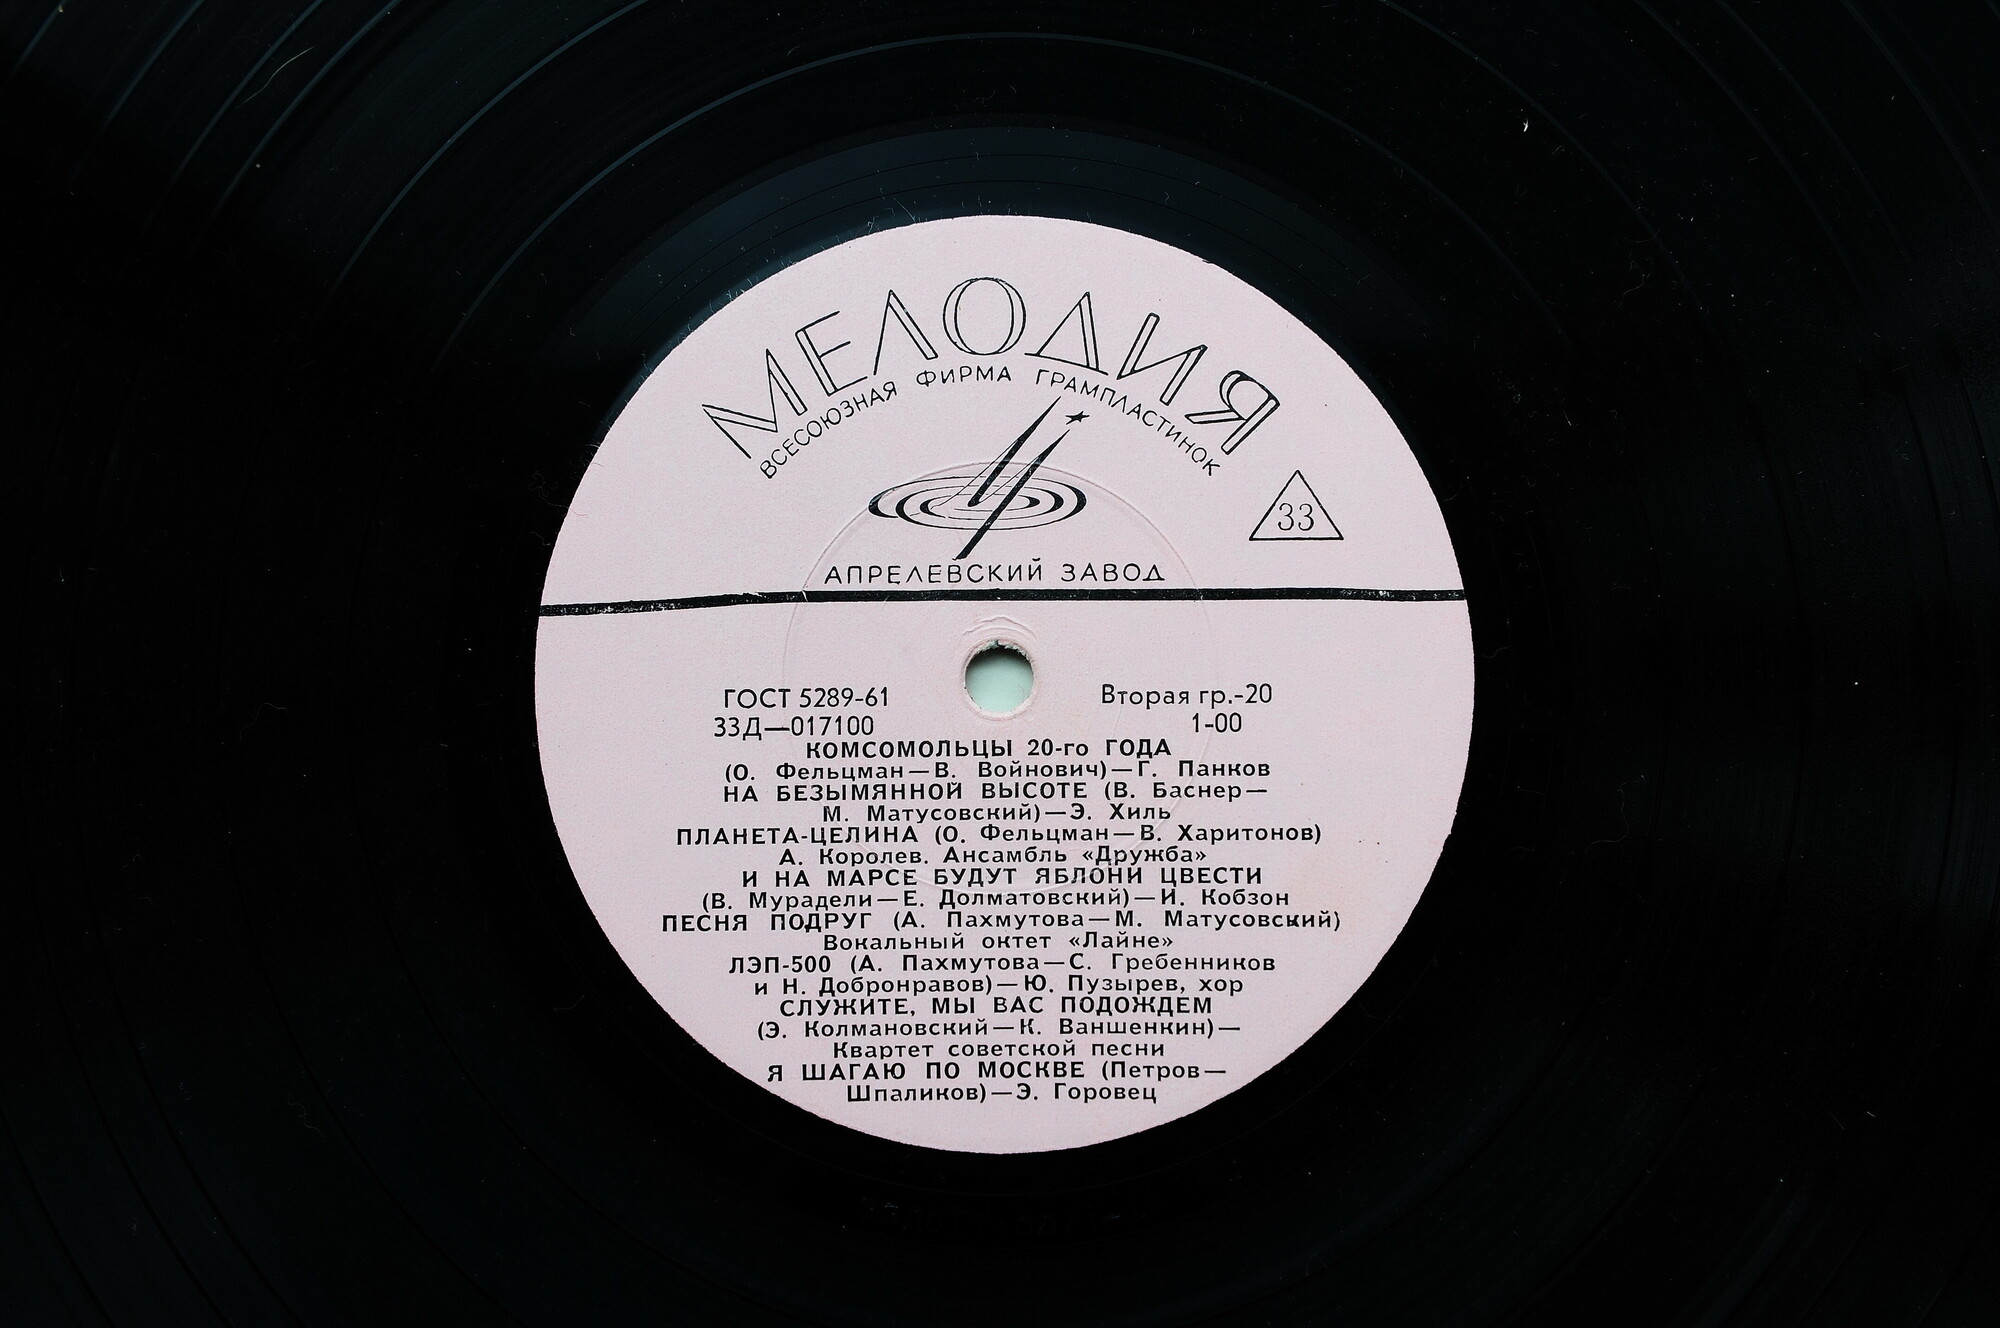 МЕЛОДИЯ
ВСЕСОЮЗНАЯ ФИРМА ГРАМПЛАСТИНОК
33
АПРЕЛЕВСКИЙ ЗАВОД
ГОСТ 5289-61 Вторая гр.-20
33Д—017100 1-00
КОМСОМОЛЬЦЫ 20-го ГОДА
(О. Фельцман—В. Войнович)—Г. Панков
НА БЕЗЫМЯННОЙ ВЫСОТЕ (В. Баснер—
М. Матусовский)—Э. Хиль
ПЛАНЕТА-ЦЕЛИНА (О. Фельцман—В. Харитонов)
А. Королев. Ансамбль «Дружба»
И НА МАРСЕ БУДУТ ЯБЛОНИ ЦВЕСТИ
(В. Мурадели—Е. Долматовский)—И. Кобзон
ПЕСНЯ ПОДРУГ (А. Пахмутова—М. Матусовский)
Вокальный октет «Лайне»
ЛЭП-500 (А. Пахмутова—С. Гребенников
и Н. Добронравов)—Ю. Пузырев, хор
СЛУЖИТЕ, МЫ ВАС ПОДОЖДЕМ
(Э. Колмановский—К. Ваншенкин)—
Квартет советской песни
Я ШАГАЮ ПО МОСКВЕ (Петров—
Шпаликов)—Э. Горовец